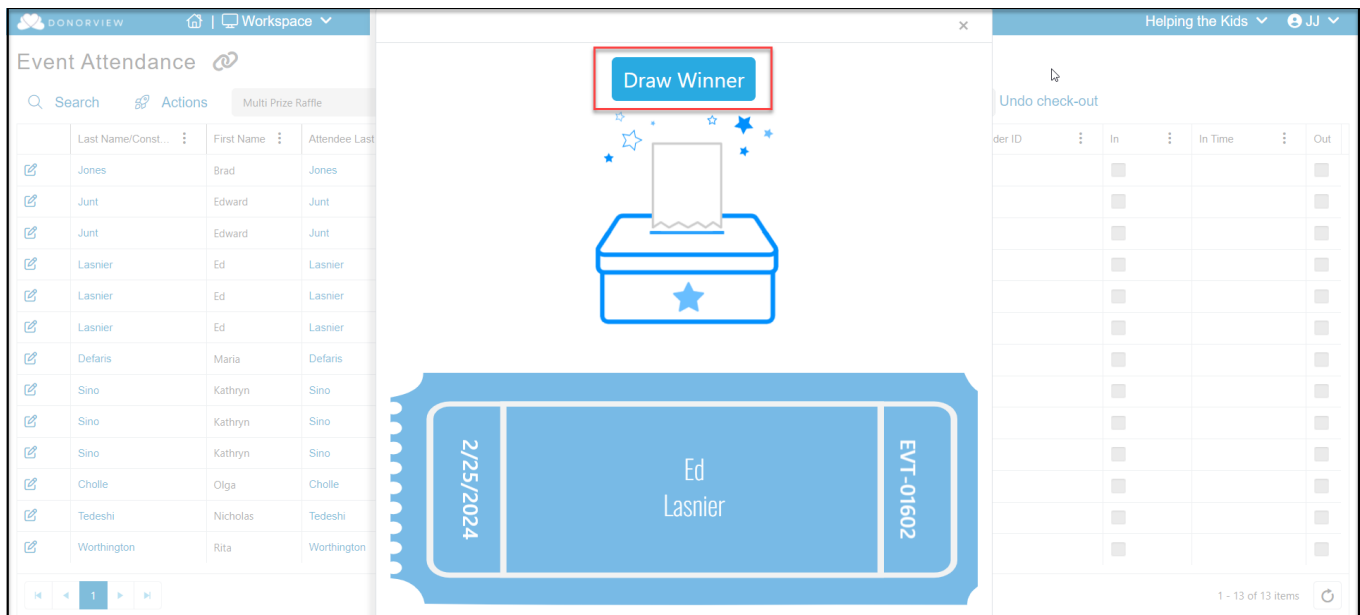 DONORVIEW | Workspace Helping the Kids JJ
×
Draw Winner
Event Attendance
Search Actions Multi Prize Raffle Undo check-out
Last Name/Const... First Name Attendee Last der ID In In Time Out
Jones Brad Jones
Junt Edward Junt
Junt Edward Junt
Lasnier Ed Lasnier
Lasnier Ed Lasnier
Lasnier Ed Lasnier
Defaris Maria Defaris
Sino Kathryn Sino
Sino Kathryn Sino
Sino Kathryn Sino
Cholle Olga Cholle
Tedeshi Nicholas Tedeshi
Worthington Rita Worthington
2/25/2024
Ed
Lasnier
EVT-01602
1
1 - 13 of 13 items